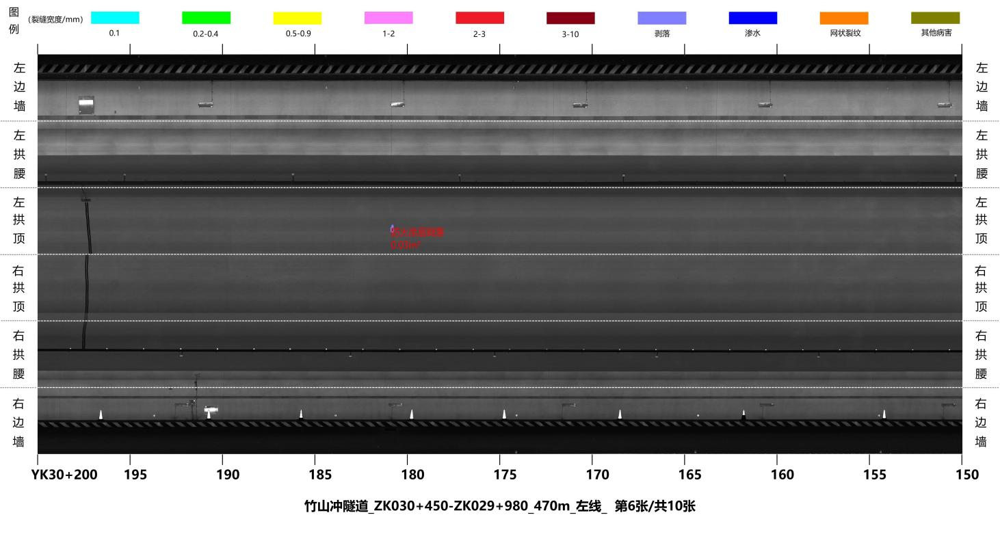 图例
(裂缝宽度/mm)
0.1
0.2-0.4
0.5-0.9
1-2
2-3
3-10
剥落
渗水
网状裂纹
其他病害
左边墙
左边墙
左拱腰
左拱腰
左拱顶
左拱顶
右拱顶
右拱顶
右拱腰
右拱腰
右边墙
右边墙
YK30+200 195 190 185 180 175 170 165 160 155 150
竹山冲隧道_ZK030+450-ZK029+980_470m_左线_ 第6张/共10张